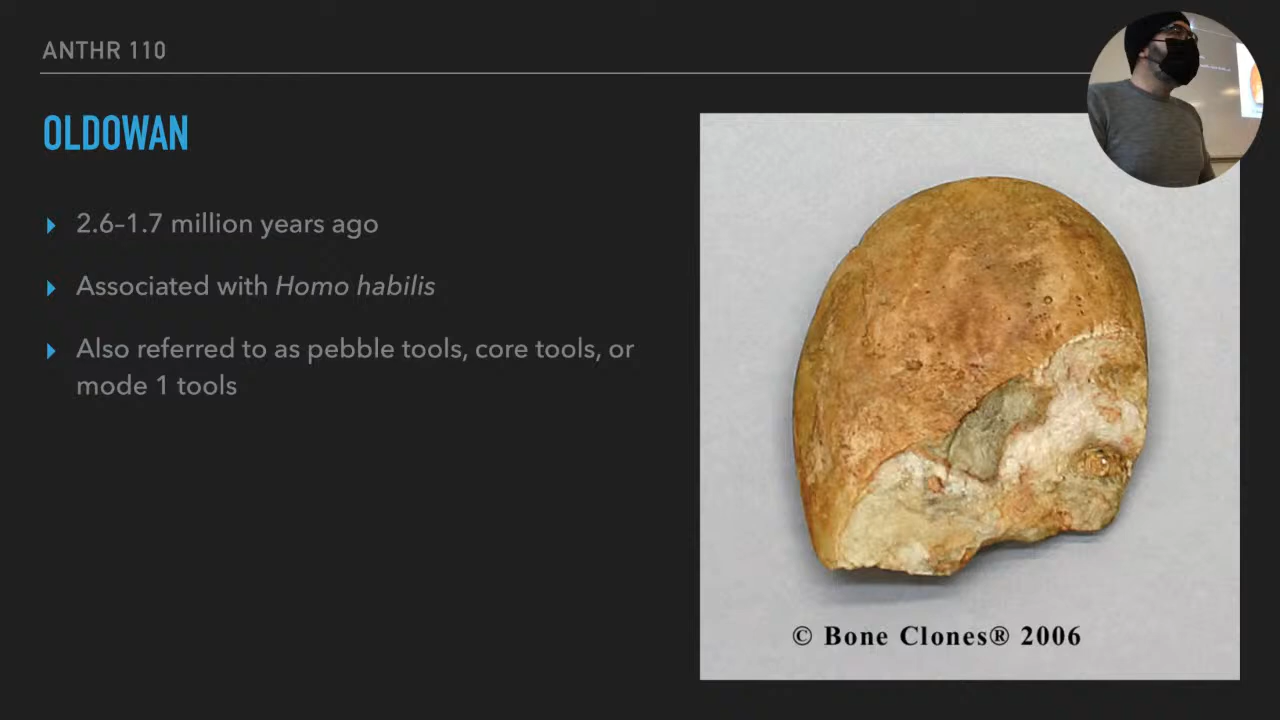 ANTHR 110
OLDOWAN
2.6–1.7 million years ago
Associated with Homo habilis
Also referred to as pebble tools, core tools, or
mode 1 tools
© Bone Clones® 2006